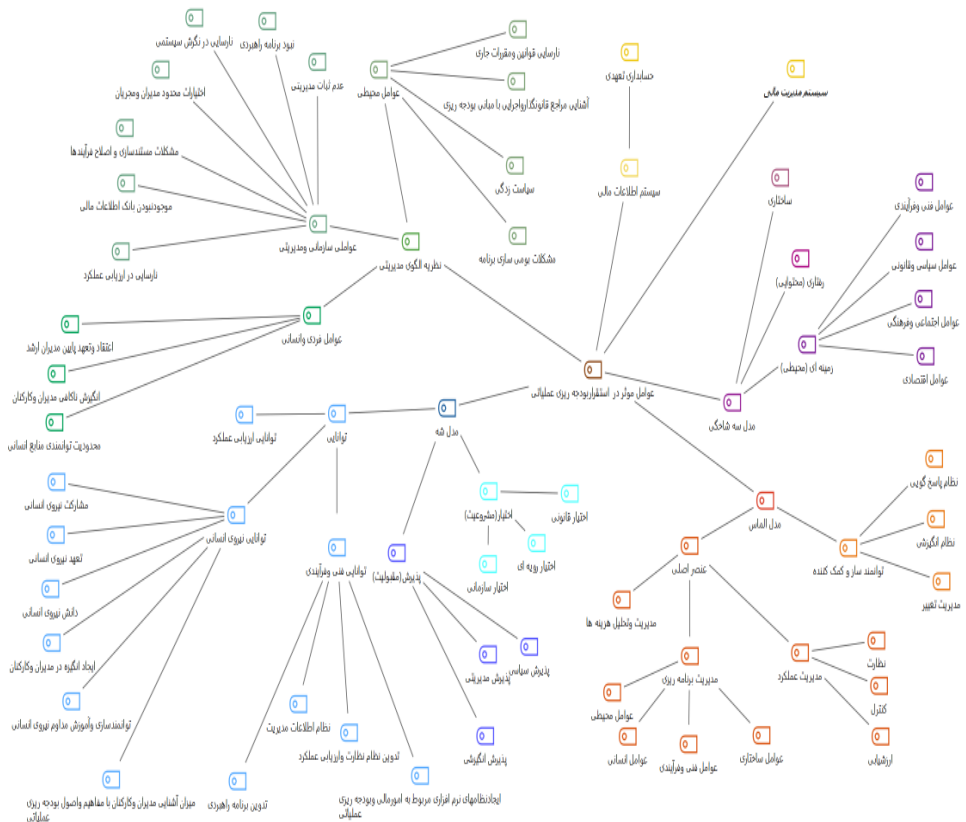 نبود برنامه راهبردی
نارسایی در نگرش سیستمی
عدم ثبات مدیریتی
اختیارات محدود مدیران ومجریان
مشکلات مستندسازی و اصلاح فرآیندها
موجودنبودن بانک اطلاعات مالی
نارسایی در ارزیابی عملکرد
عواملی سازمانی ومدیریتی
عوامل محیطی
نارسایی قوانین ومقررات جاری
آشنایی مراجع قانونگذارواجرایی با مبانی بودجه ریزی
سیاست زدگی
مشکلات بومی سازی برنامه
نظریه الگوی مدیریتی
حسابداری تعهدی
سیستم اطلاعات مالی
سیستم مدیریت مالی
ساختاری
رفتاری (محتوایی)
عوامل فنی وفرآیندی
عوامل سیاسی وقانونی
عوامل اجتماعی وفرهنگی
زمینه ای (محیطی)
عوامل اقتصادی
مدل سه شاخگی
عوامل موثر در استقراربودجه ریزی عملیاتی
عوامل فردی وانسانی
اعتقاد وتعهد پایین مدیران ارشد
انگیزش ناکافی مدیران وکارکنان
محدودیت توانمندی منابع انسانی
مدل شه
توانایی
توانایی ارزیابی عملکرد
توانایی نیروی انسانی
مشارکت نیروی انسانی
تعهد نیروی انسانی
دانش نیروی انسانی
ایجاد انگیزه در مدیران وکارکنان
توانمندسازی وآموزش مداوم نیروی انسانی
میزان آشنایی مدیران وکارکنان با مفاهیم واصول بودجه ریزی
عملیاتی
توانایی فنی وفرآیندی
تدوین برنامه راهبردی
نظام اطلاعات مدیریت
تدوین نظام نظارت وارزیابی عملکرد
ایجادنظامهای نرم افزاری مربوط به امورمالی وبودجه ریزی
عملیاتی
اختیار(مشروعیت)
اختیار قانونی
اختیار رویه ای
اختیار سازمانی
پذیرش(مقبولیت)
پذیرش سیاسی
پذیرش مدیریتی
پذیرش انگیزشی
مدل الماس
عنصر اصلی
مدیریت وتحلیل هزینه ها
مدیریت برنامه ریزی
عوامل محیطی
عوامل انسانی
عوامل فنی وفرآیندی
عوامل ساختاری
مدیریت عملکرد
نظارت
کنترل
ارزشیابی
توانمند ساز و کمک کننده
نظام پاسخ گویی
نظام انگیزشی
مدیریت تغییر